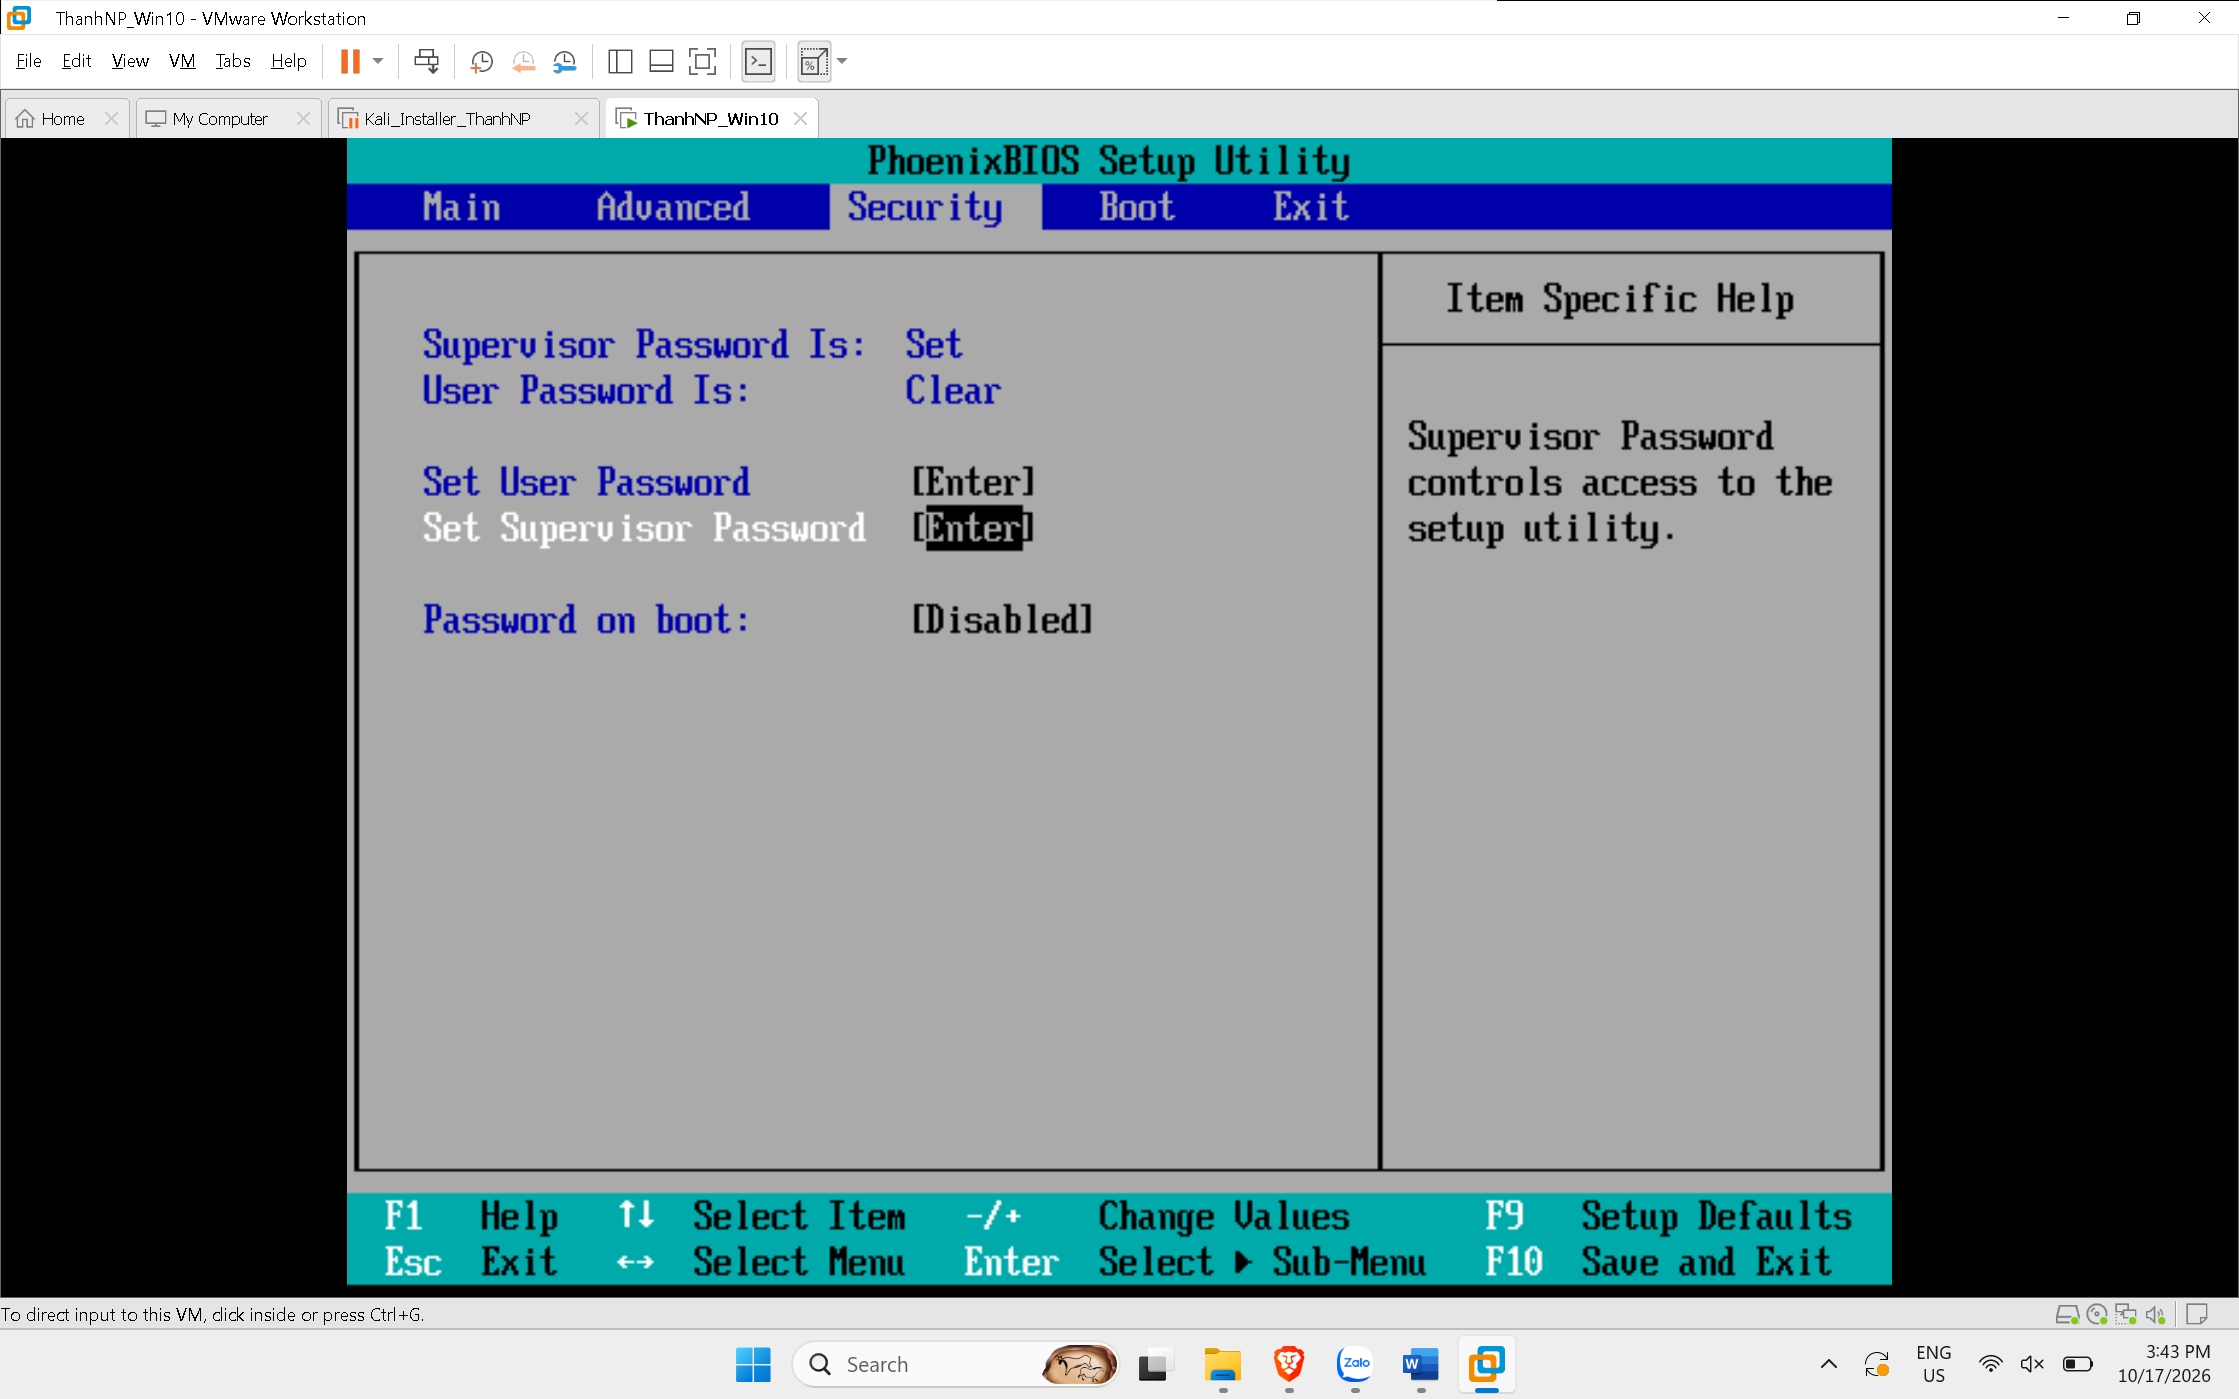 ThanhNP_Win10 - VMware Workstation
File Edit View VM Tabs Help
Home My Computer Kali_Installer_ThanhNP ThanhNP_Win10
PhoenixBIOS Setup Utility
Main Advanced Security Boot Exit
Item Specific Help
Supervisor Password Is: Set
User Password Is: Clear
Set User Password [Enter]
Set Supervisor Password [Enter]
Password on boot: [Disabled]
Supervisor Password
controls access to the
setup utility.
F1 Help ↑↓ Select Item -/+ Change Values F9 Setup Defaults
Esc Exit ↔ Select Menu Enter Select ▶ Sub-Menu F10 Save and Exit
To direct input to this VM, click inside or press Ctrl+G.
Search
Zalo
W
ENG
US
3:43 PM
10/17/2026